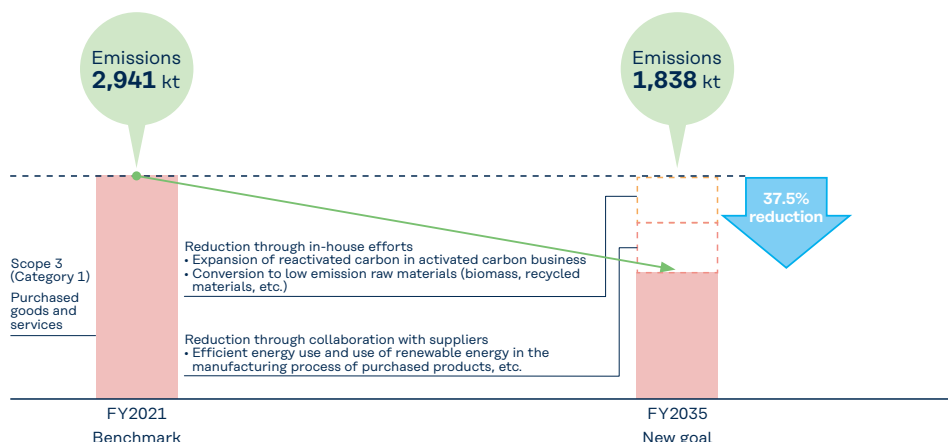 Emissions
2,941 kt
Emissions
1,838 kt
37.5%
reduction
Reduction through in-house efforts
• Expansion of reactivated carbon in activated carbon business
• Conversion to low emission raw materials (biomass, recycled
materials, etc.)
Scope 3
(Category 1)
Purchased
goods and
services
Reduction through collaboration with suppliers
• Efficient energy use and use of renewable energy in the
manufacturing process of purchased products, etc.
FY2021
Benchmark
FY2035
New goal